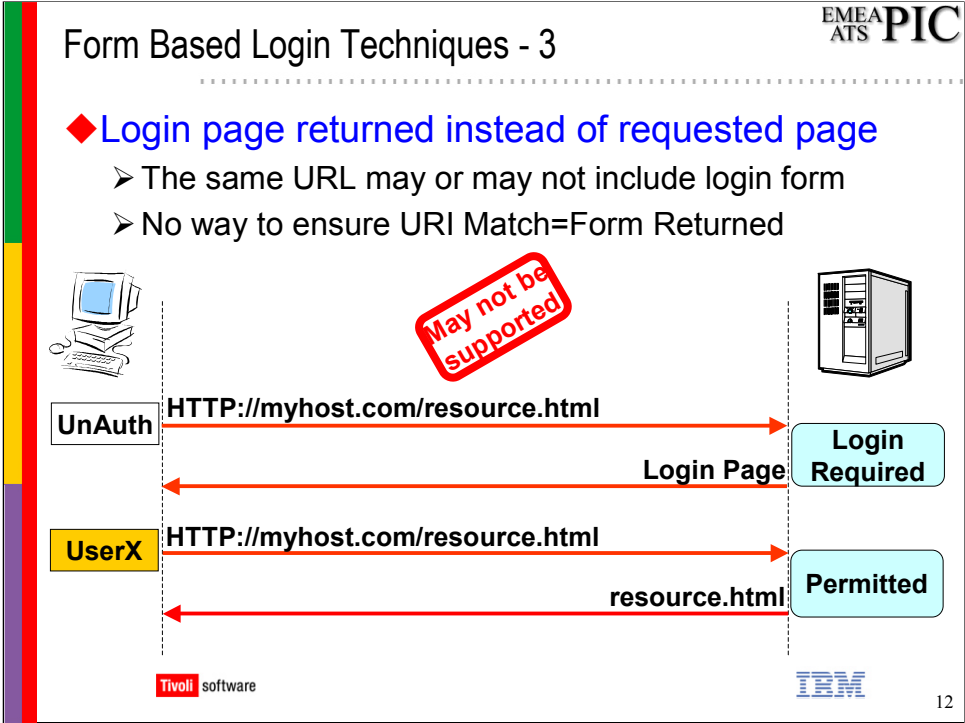 EMEA
ATS PIC
Form Based Login Techniques - 3
Login page returned instead of requested page
The same URL may or may not include login form
No way to ensure URI Match=Form Returned
May not be
supported
UnAuth
HTTP://myhost.com/resource.html
Login
Required
Login Page
UserX
HTTP://myhost.com/resource.html
Permitted
resource.html
Tivoli software
IBM
12